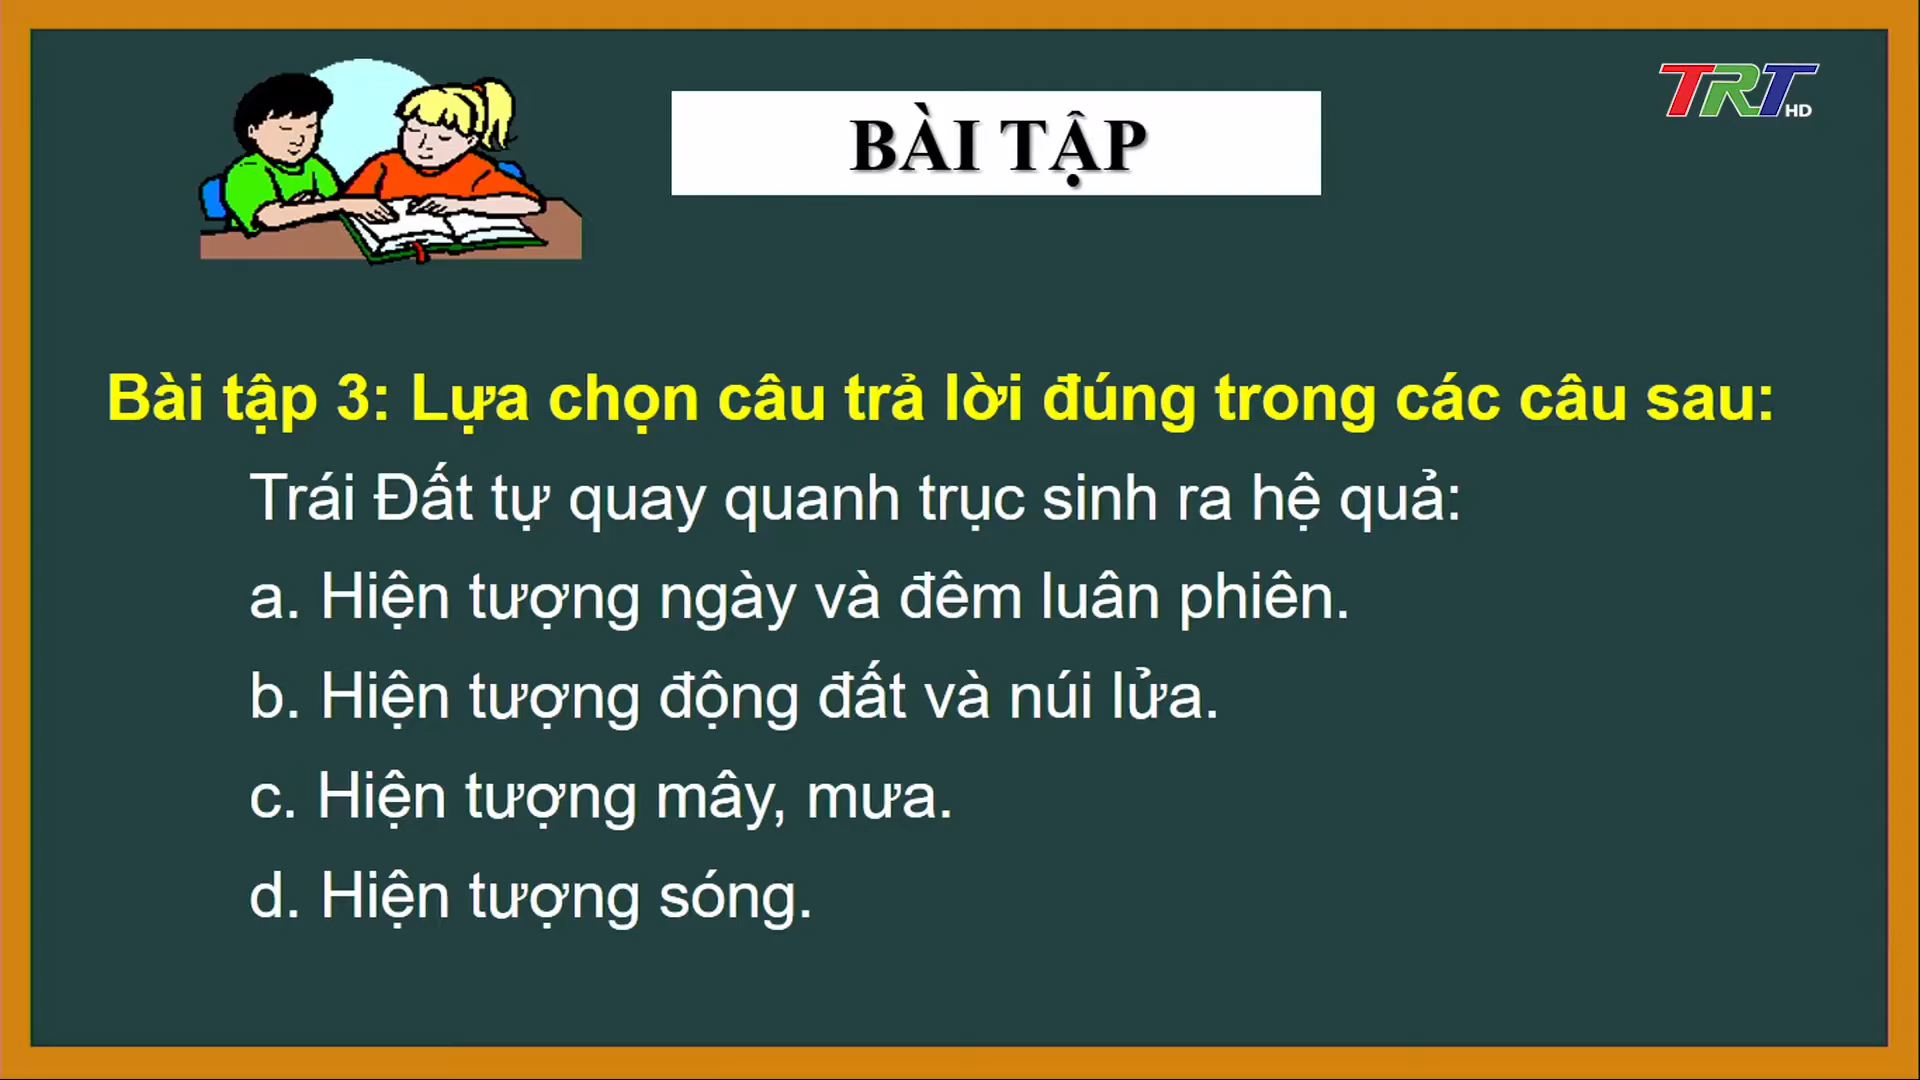 TRT HD
BÀI TẬP
Bài tập 3: Lựa chọn câu trả lời đúng trong các câu sau:
Trái Đất tự quay quanh trục sinh ra hệ quả:
a. Hiện tượng ngày và đêm luân phiên.
b. Hiện tượng động đất và núi lửa.
c. Hiện tượng mây, mưa.
d. Hiện tượng sóng.